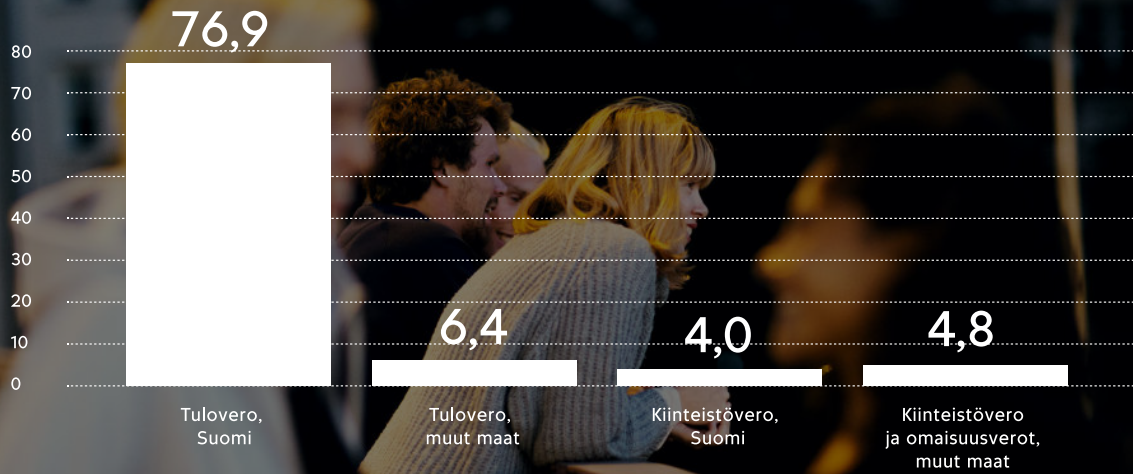 76,9
80
70
60
50
40
30
20
10
0
6,4
4,0
4,8
Tulovero,
Suomi
Tulovero,
muut maat
Kiinteistövero,
Suomi
Kiinteistövero
ja omaisuusverot,
muut maat